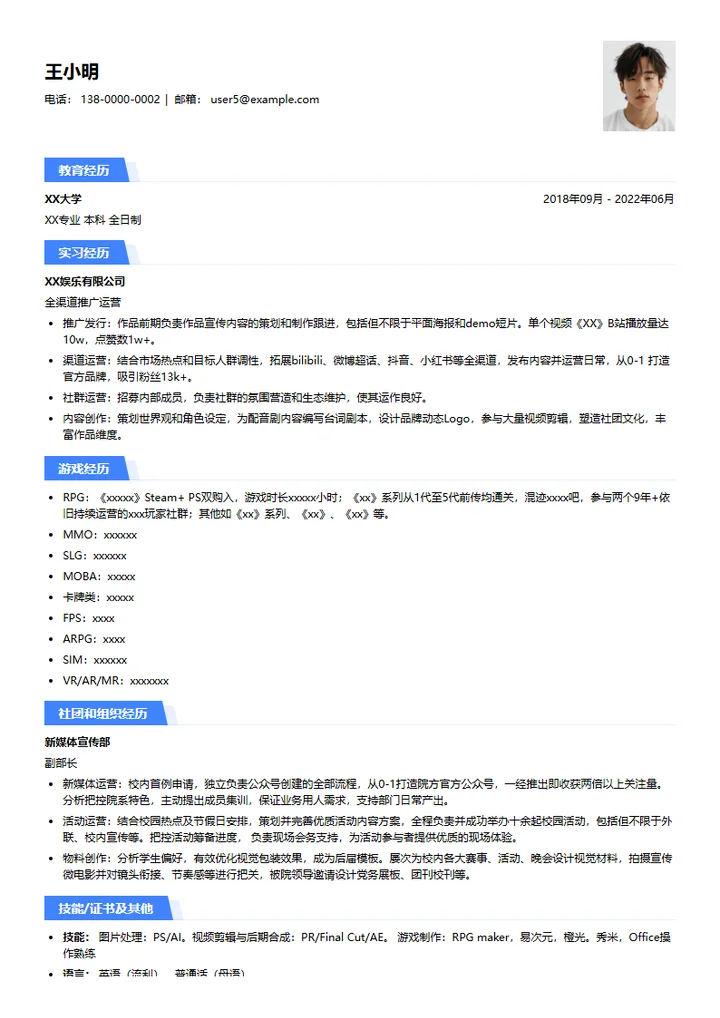 王小明
电话： 138-0000-0002 | 邮箱： user5@example.com
教育经历
XX大学 2018年09月 - 2022年06月
XX专业 本科 全日制
实习经历
XX娱乐有限公司
全渠道推广运营
• 推广发行：作品前期负责作品宣传内容的策划和制作跟进，包括但不限于平面海报和demo短片。单个视频《XX》B站播放量达
10w，点赞数1w+。
• 渠道运营：结合市场热点和目标人群调性，拓展bilibili、微博超话、抖音、小红书等全渠道，发布内容并运营日常，从0-1 打造
官方品牌，吸引粉丝13k+。
• 社群运营：招募内部成员，负责社群的氛围营造和生态维护，使其运作良好。
• 内容创作：策划世界观和角色设定，为配音剧内容编写台词剧本，设计品牌动态Logo，参与大量视频剪辑，塑造社团文化，丰
富作品维度。
游戏经历
• RPG：《xxxxx》Steam+ PS双购入，游戏时长xxxxx小时；《xx》系列从1代至5代前传均通关，混迹xxxx吧，参与两个9年+依
旧持续运营的xxx玩家社群；其他如《xx》系列、《xx》、《xx》等。
• MMO：xxxxxx
• SLG：xxxxxx
• MOBA：xxxxx
• 卡牌类：xxxxx
• FPS：xxxx
• ARPG：xxxx
• SIM：xxxxxx
• VR/AR/MR：xxxxxxx
社团和组织经历
新媒体宣传部
副部长
• 新媒体运营：校内首例申请，独立负责公众号创建的全部流程，从0-1打造院方官方公众号，一经推出即收获两倍以上关注量。
分析把控院系特色，主动提出成员集训，保证业务用人需求，支持部门日常产出。
• 活动运营：结合校园热点及节假日安排，策划并完善优质活动内容方案，全程负责并成功举办十余起校园活动，包括但不限于外
联、校内宣传等。把控活动筹备进度， 负责现场会务支持，为活动参与者提供优质的现场体验。
• 物料创作：分析学生偏好，有效优化视觉包装效果，成为后届模板。屡次为校内各大赛事、活动、晚会设计视觉材料，拍摄宣传
微电影并对镜头衔接、节奏感等进行把关，被院领导邀请设计党务展板、团刊校刊等。
技能/证书及其他
• 技能： 图片处理：PS/AI。视频剪辑与后期合成：PR/Final Cut/AE。 游戏制作：RPG maker，易次元，橙光。秀米，Office操
作熟练
• 语言： 英语（流利）、普通话（母语）